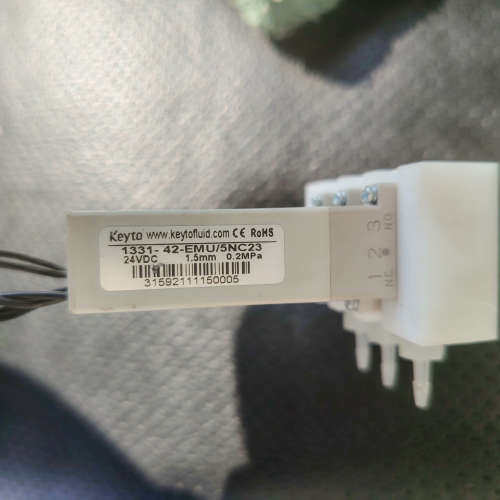 Keyto www.keytofluid.com CE RoHS
1331- 42-EMU/5NC23
24VDC 1.5mm 0.2MPa
31592111150005
1 2 3
NC NO